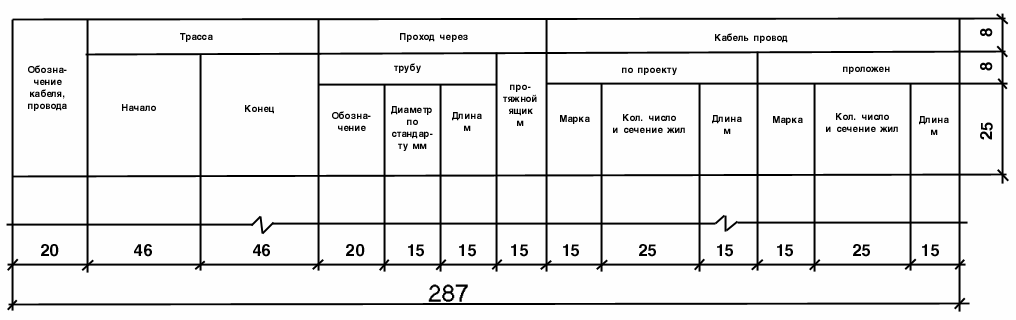 Трасса
Проход через
Кабель провод
8
Обозна-
чение
кабеля,
провода
Начало
Конец
трубу
про-
тяжной
ящик
м
по проекту
проложен
8
Обозна-
чение
Диаметр
по
стандар-
ту мм
Длина
м
Марка
Кол. число
и сечение жил
Длина
м
Марка
Кол. число
и сечение жил
Длина
м
25
20 46 46 20 15 15 15 15 25 15 15 25 15
287